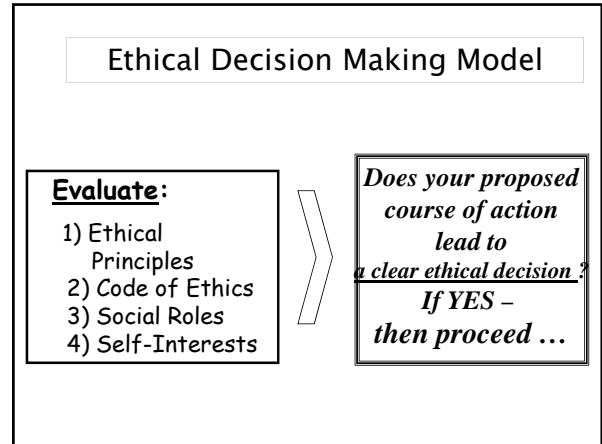 Ethical Decision Making Model
Evaluate:
1) Ethical
Principles
2) Code of Ethics
3) Social Roles
4) Self-Interests
Does your proposed
course of action
lead to
a clear ethical decision ?
If YES –
then proceed …